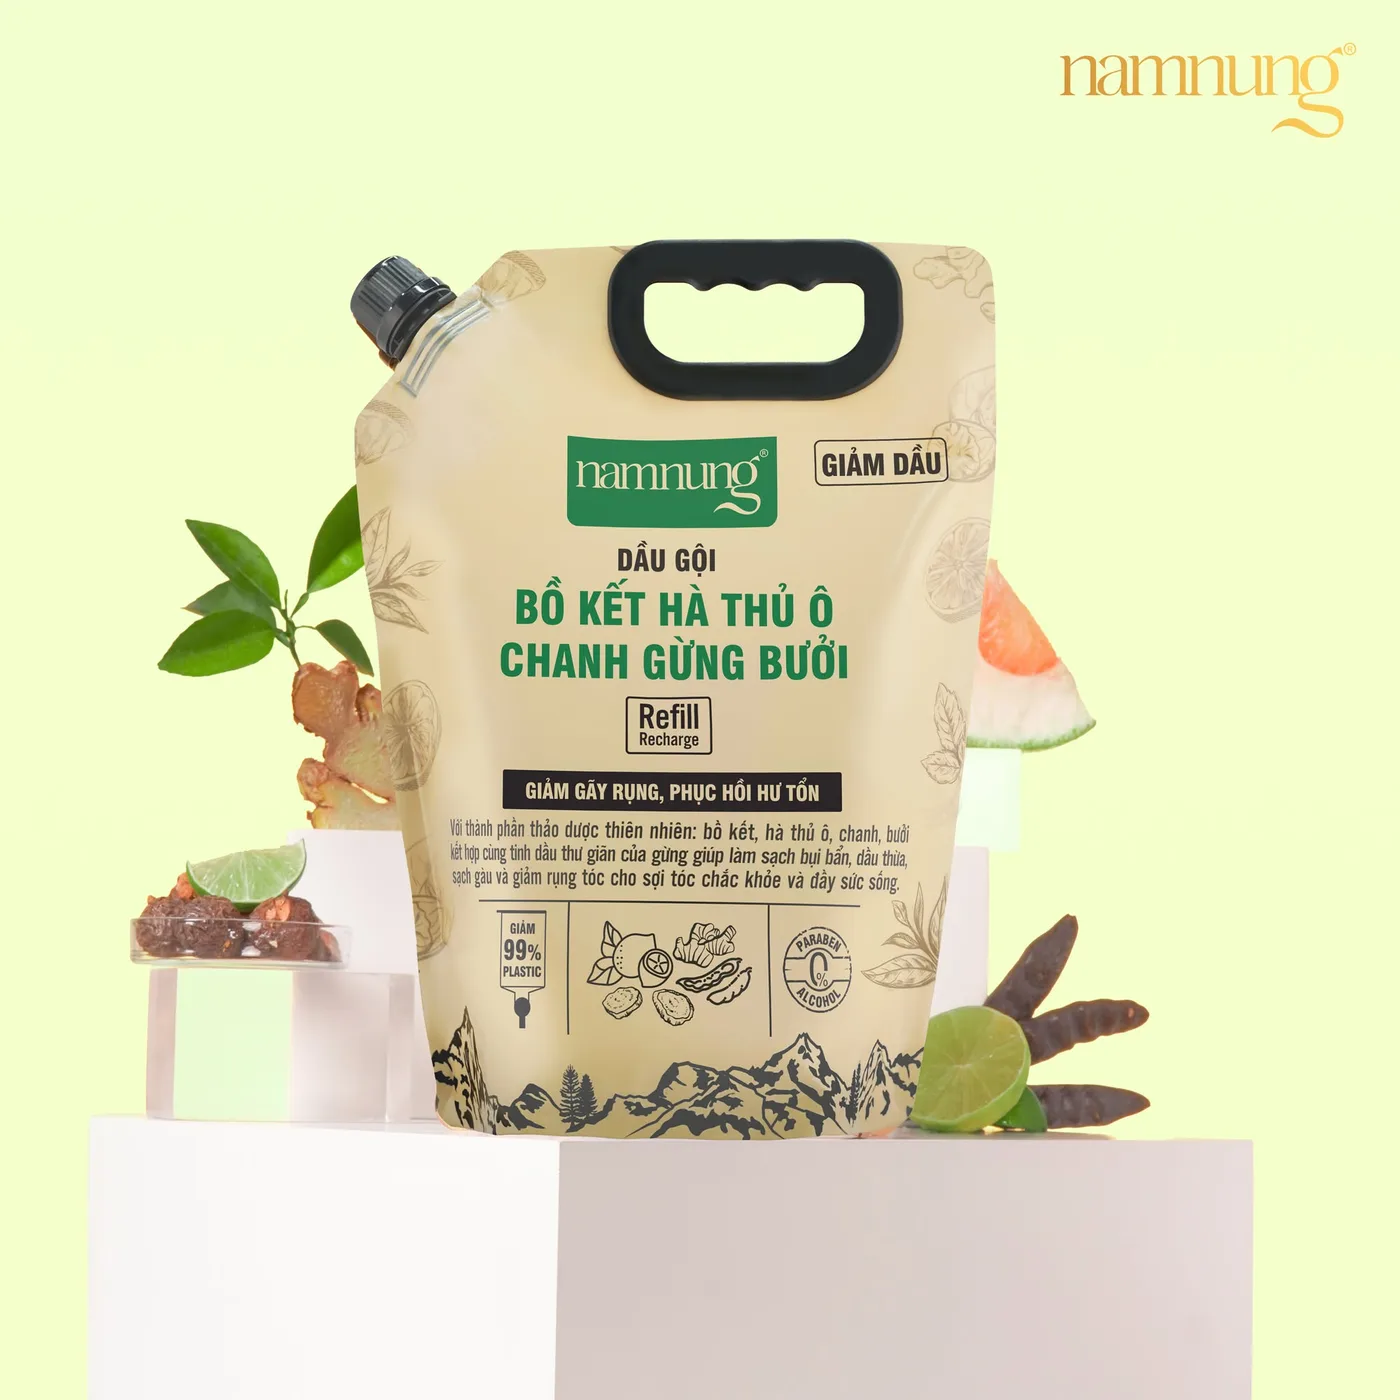 namnung®
namnung®
GIẢM DẦU
DẦU GỘI
BỒ KẾT HÀ THỦ Ô
CHANH GỪNG BƯỞI
Refill
Recharge
GIẢM GÃY RỤNG, PHỤC HỒI HƯ TỔN
Với thành phần thảo dược thiên nhiên: bồ kết, hà thủ ô, chanh, bưởi
kết hợp cùng tinh dầu thư giãn của gừng giúp làm sạch bụi bẩn, dầu thừa,
sạch gàu và giảm rụng tóc cho sợi tóc chắc khỏe và đầy sức sống.
GIẢM
99%
PLASTIC
PARABEN
0%
ALCOHOL